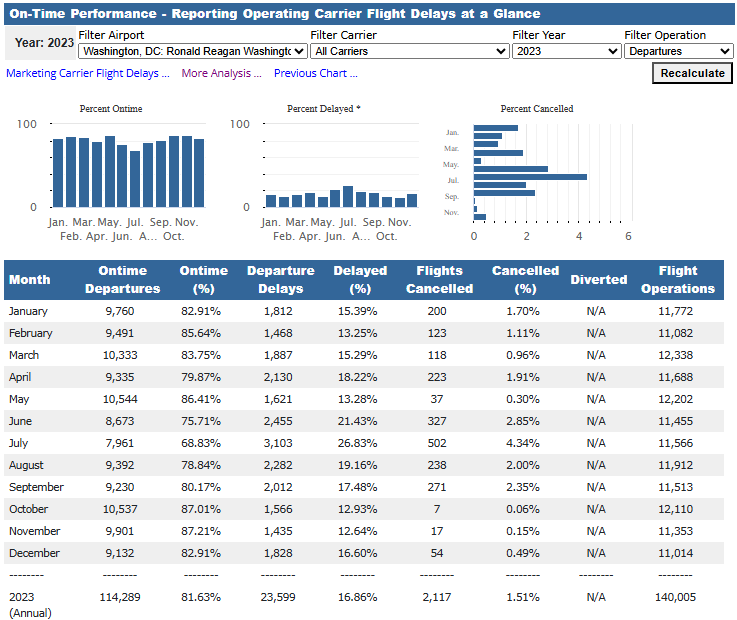 On-Time Performance - Reporting Operating Carrier Flight Delays at a Glance
Year: 2023
Filter Airport Filter Carrier Filter Year Filter Operation
Washington, DC: Ronald Reagan Washingto All Carriers 2023 Departures
Marketing Carrier Flight Delays ... More Analysis ... Previous Chart ... Recalculate
Percent Ontime
100
0
Jan. Mar. May. Jul. Sep. Nov.
Feb. Apr. Jun. A... Oct.
Percent Delayed *
100
0
Jan. Mar. May. Jul. Sep. Nov.
Feb. Apr. Jun. A... Oct.
Percent Cancelled
Jan.
Mar.
May.
Jul.
Sep.
Nov.
0 2 4 6
Month Ontime Departures Ontime (%) Departure Delays Delayed (%) Flights Cancelled Cancelled (%) Diverted Flight Operations
January 9,760 82.91% 1,812 15.39% 200 1.70% N/A 11,772
February 9,491 85.64% 1,468 13.25% 123 1.11% N/A 11,082
March 10,333 83.75% 1,887 15.29% 118 0.96% N/A 12,338
April 9,335 79.87% 2,130 18.22% 223 1.91% N/A 11,688
May 10,544 86.41% 1,621 13.28% 37 0.30% N/A 12,202
June 8,673 75.71% 2,455 21.43% 327 2.85% N/A 11,455
July 7,961 68.83% 3,103 26.83% 502 4.34% N/A 11,566
August 9,392 78.84% 2,282 19.16% 238 2.00% N/A 11,912
September 9,230 80.17% 2,012 17.48% 271 2.35% N/A 11,513
October 10,537 87.01% 1,566 12.93% 7 0.06% N/A 12,110
November 9,901 87.21% 1,435 12.64% 17 0.15% N/A 11,353
December 9,132 82.91% 1,828 16.60% 54 0.49% N/A 11,014
-------- -------- -------- -------- -------- -------- -------- -------- --------
2023 114,289 81.63% 23,599 16.86% 2,117 1.51% N/A 140,005
(Annual)